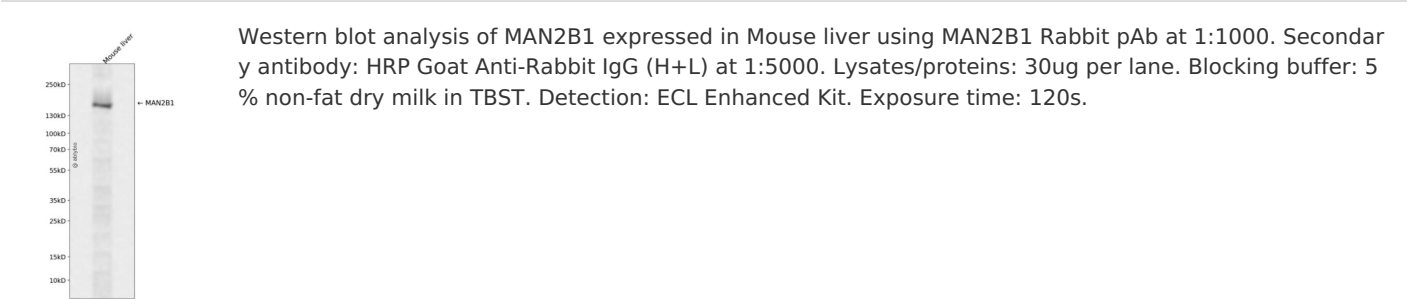 Mouse liver
Western blot analysis of MAN2B1 expressed in Mouse liver using MAN2B1 Rabbit pAb at 1:1000. Secondar
y antibody: HRP Goat Anti-Rabbit IgG (H+L) at 1:5000. Lysates/proteins: 30ug per lane. Blocking buffer: 5
% non-fat dry milk in TBST. Detection: ECL Enhanced Kit. Exposure time: 120s.
250kD
← MAN2B1
130kD
100kD
70kD
55kD
35kD
25kD
15kD
10kD